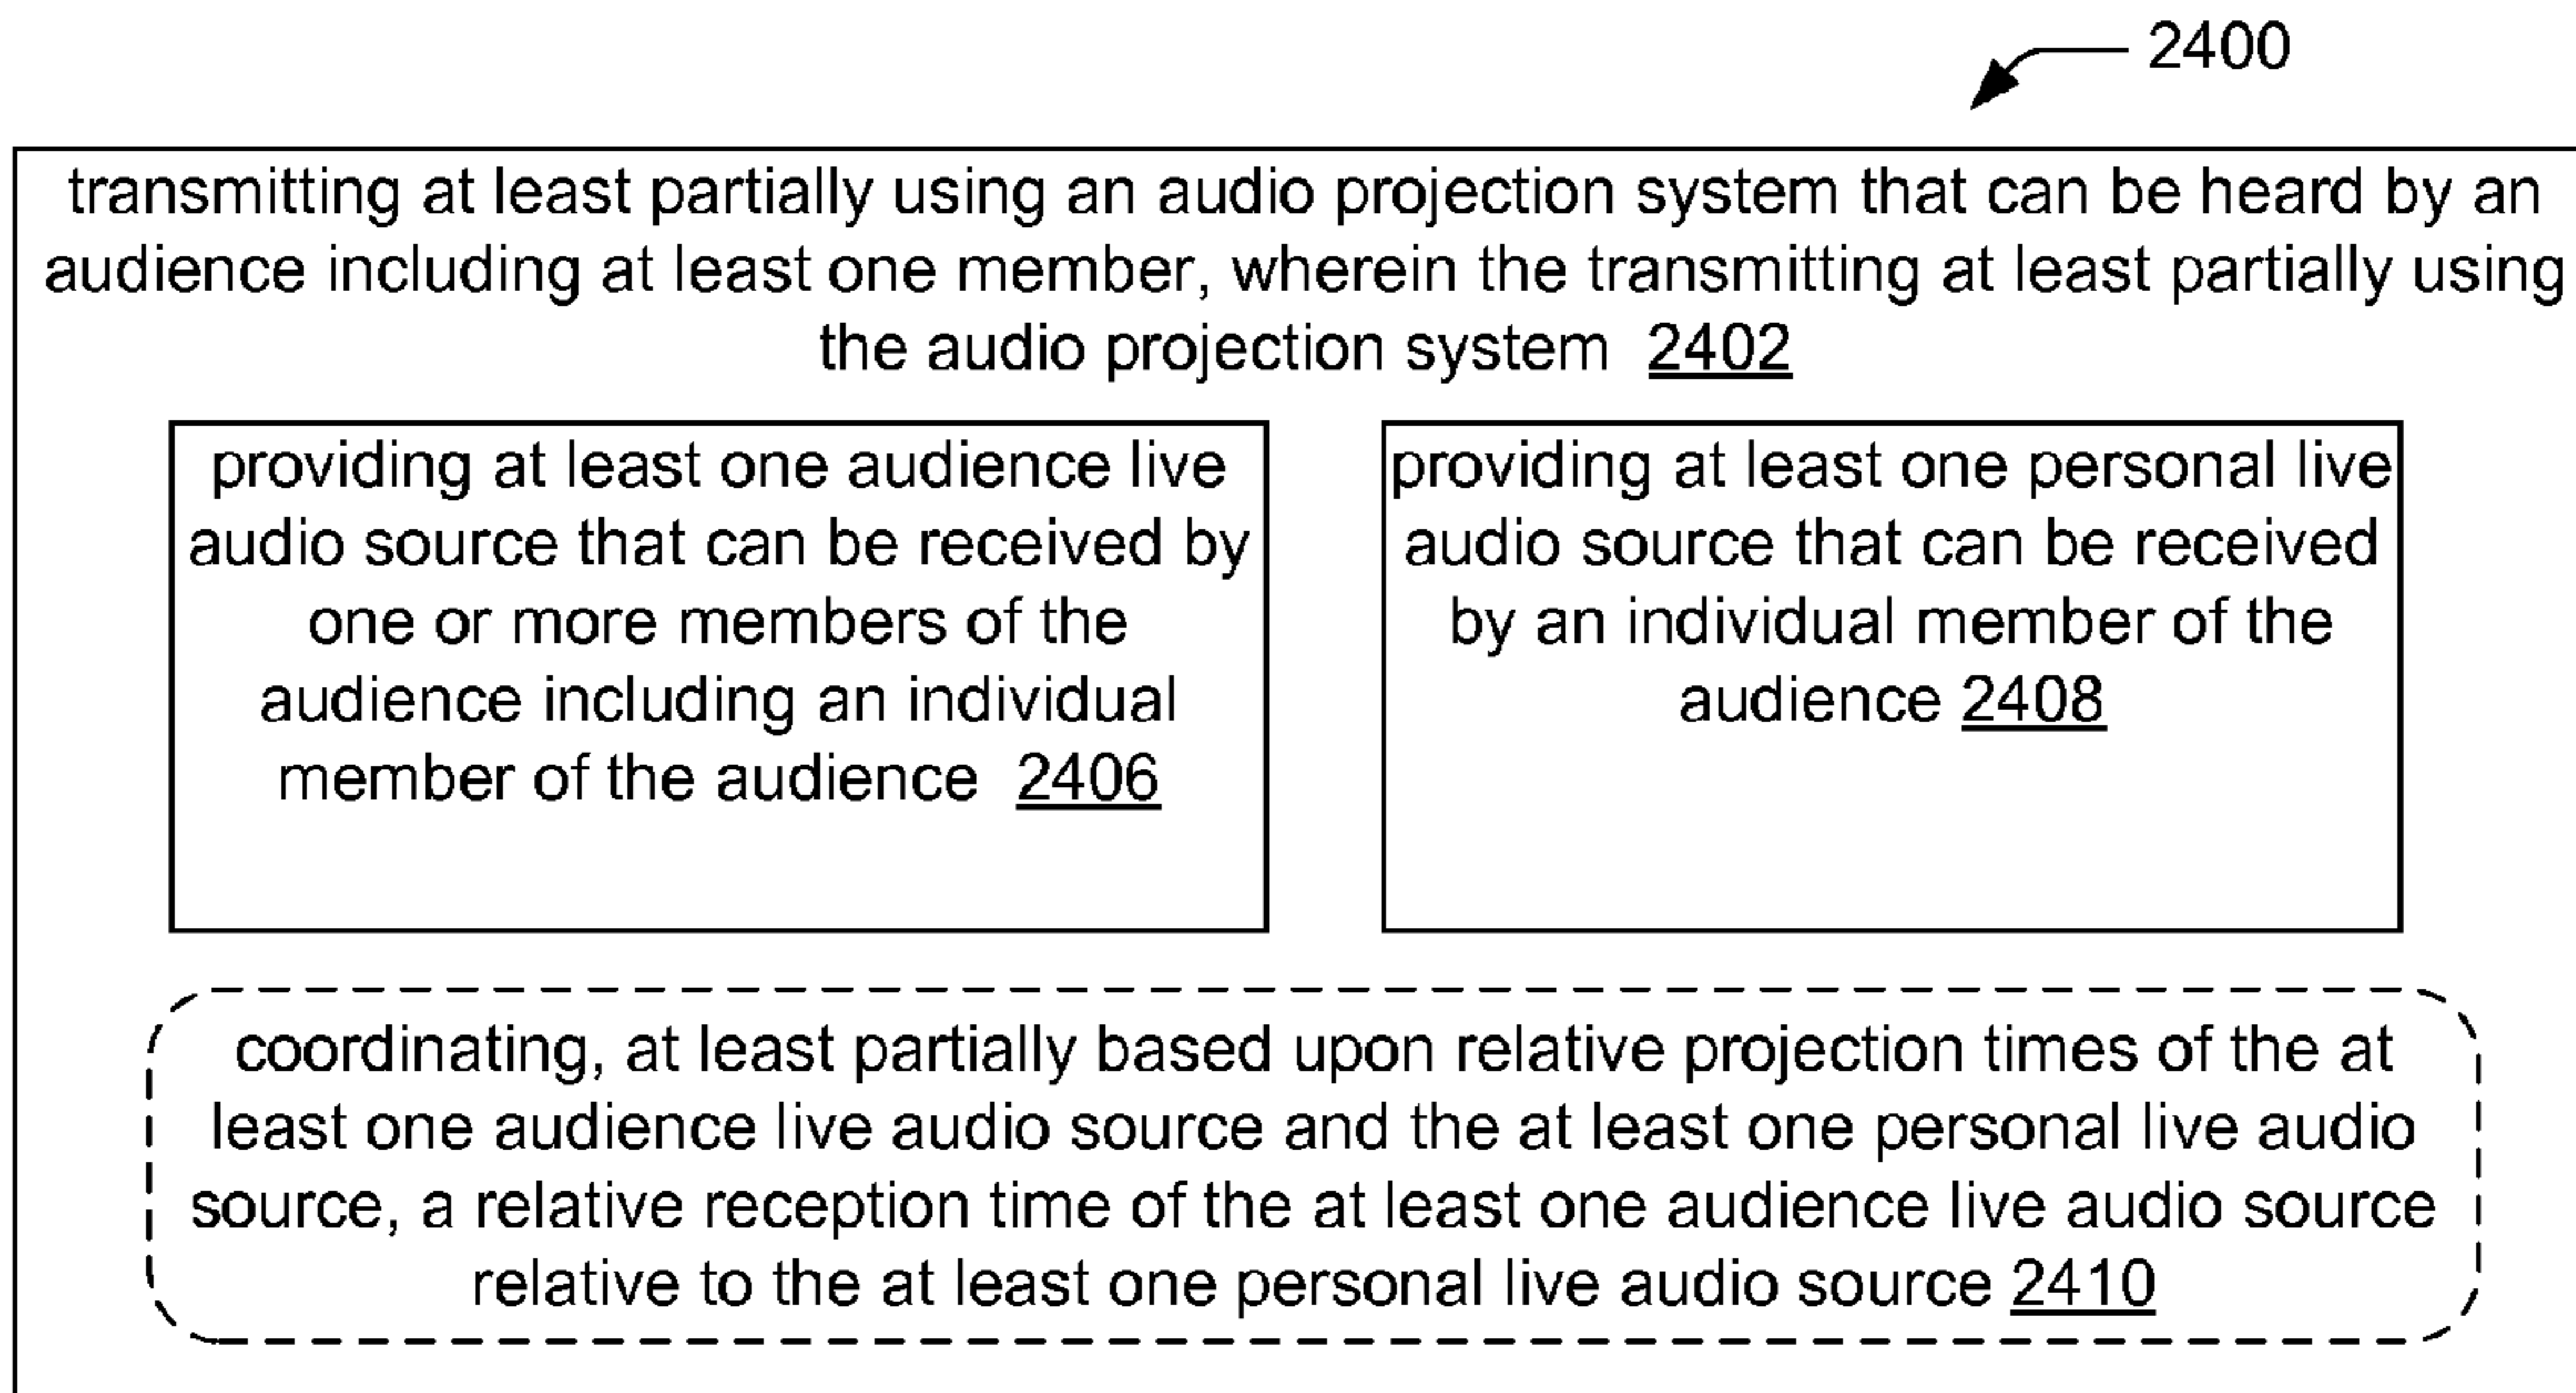 2400
transmitting at least partially using an audio projection system that can be heard by an
audience including at least one member, wherein the transmitting at least partially using
the audio projection system 2402
providing at least one audience live
audio source that can be received by
one or more members of the
audience including an individual
member of the audience 2406
providing at least one personal live
audio source that can be received
by an individual member of the
audience 2408
coordinating, at least partially based upon relative projection times of the at
least one audience live audio source and the at least one personal live audio
source, a relative reception time of the at least one audience live audio source
relative to the at least one personal live audio source 2410